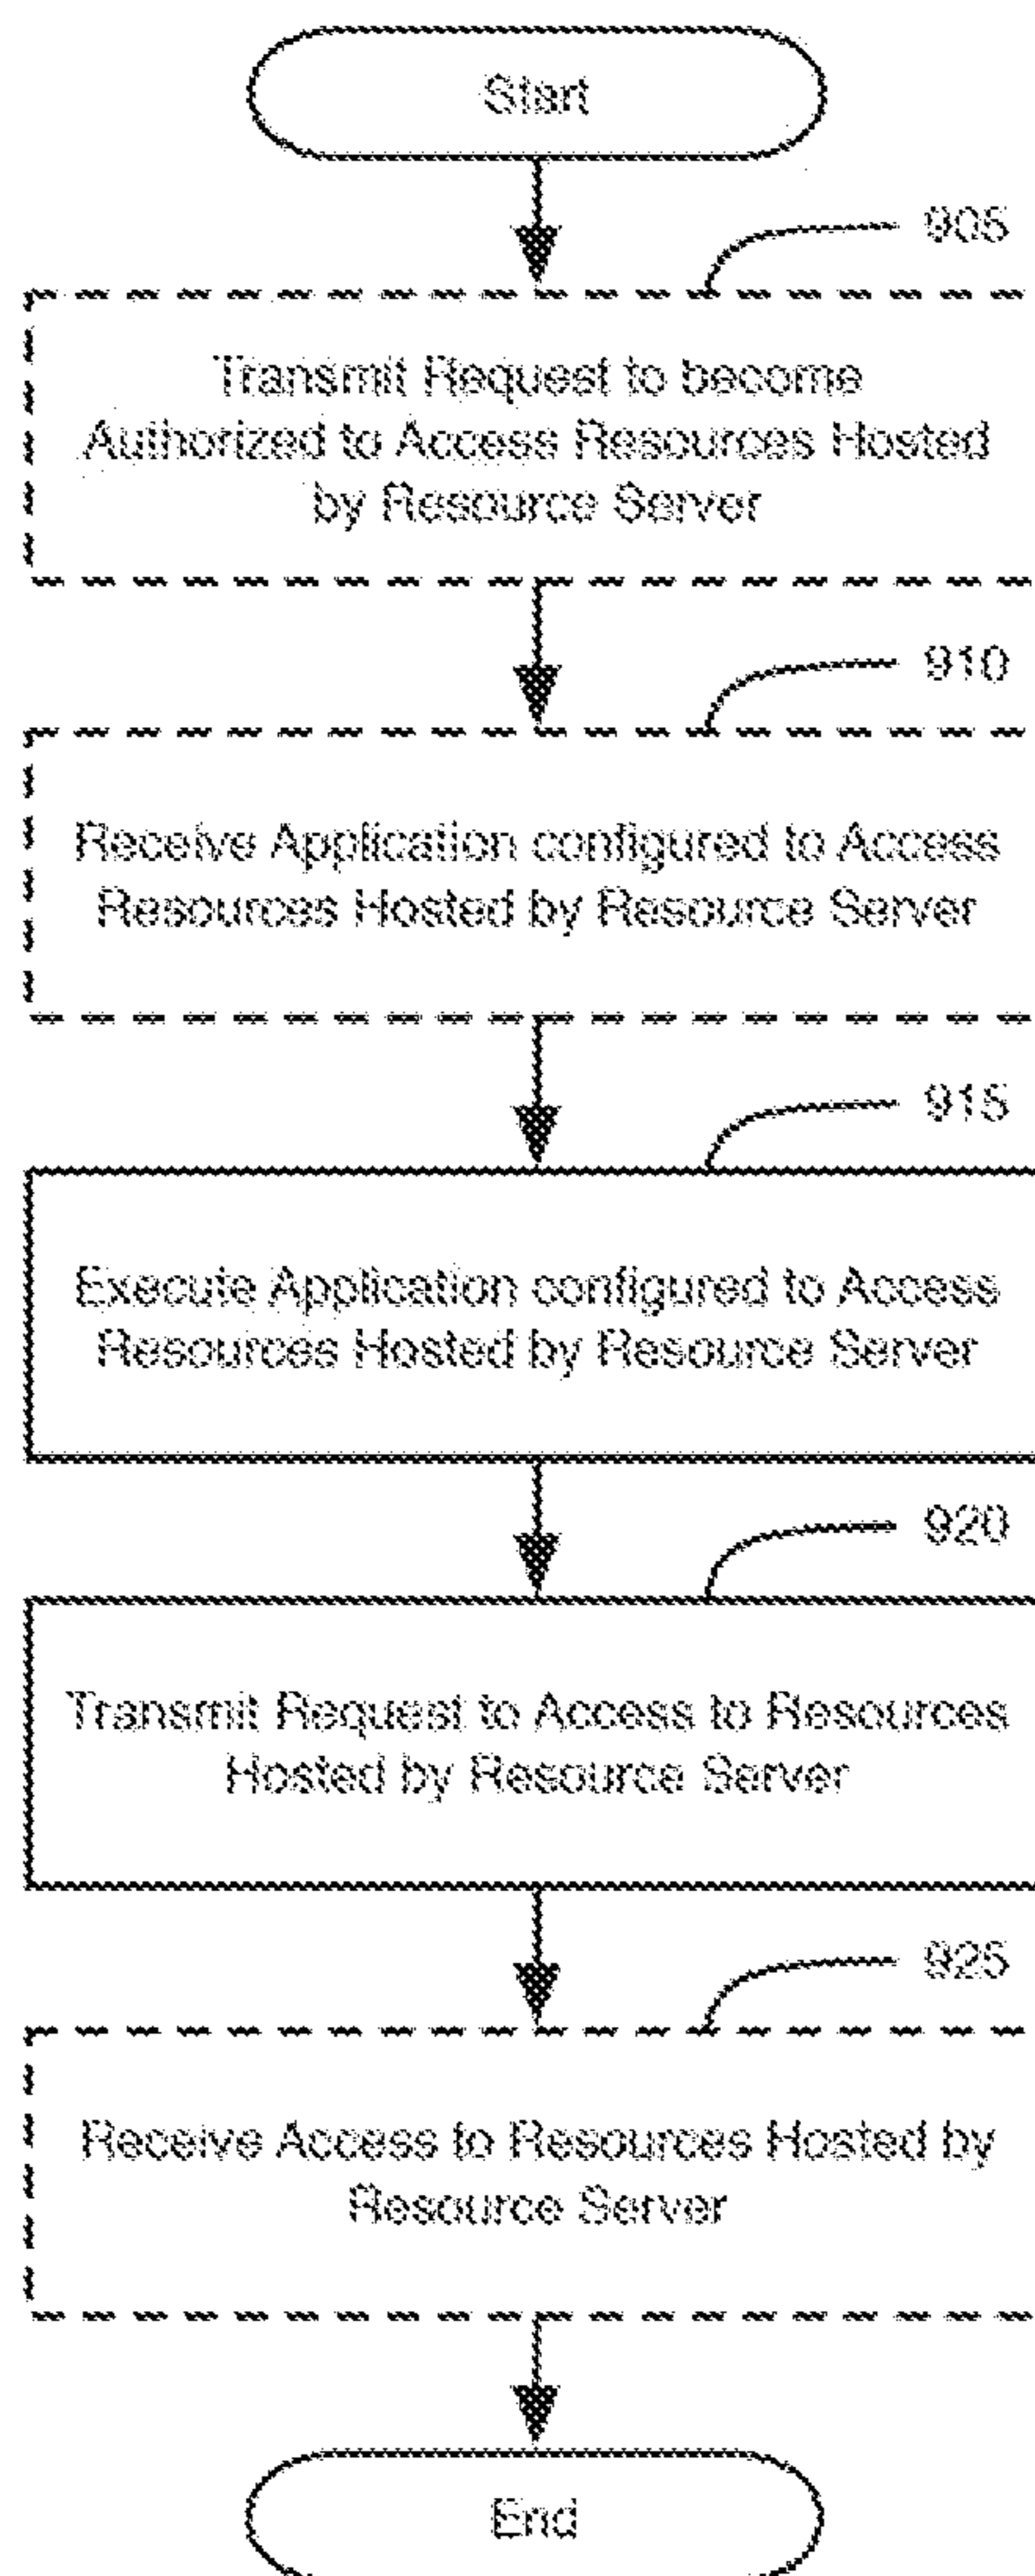 Start
905
Transmit Request to become
Authorized to Access Resources Hosted
by Resource Server
910
Receive Application configured to Access
Resources Hosted by Resource Server
915
Execute Application configured to Access
Resources Hosted by Resource Server
920
Transmit Request to Access to Resources
Hosted by Resource Server
925
Receive Access to Resources Hosted by
Resource Server
End